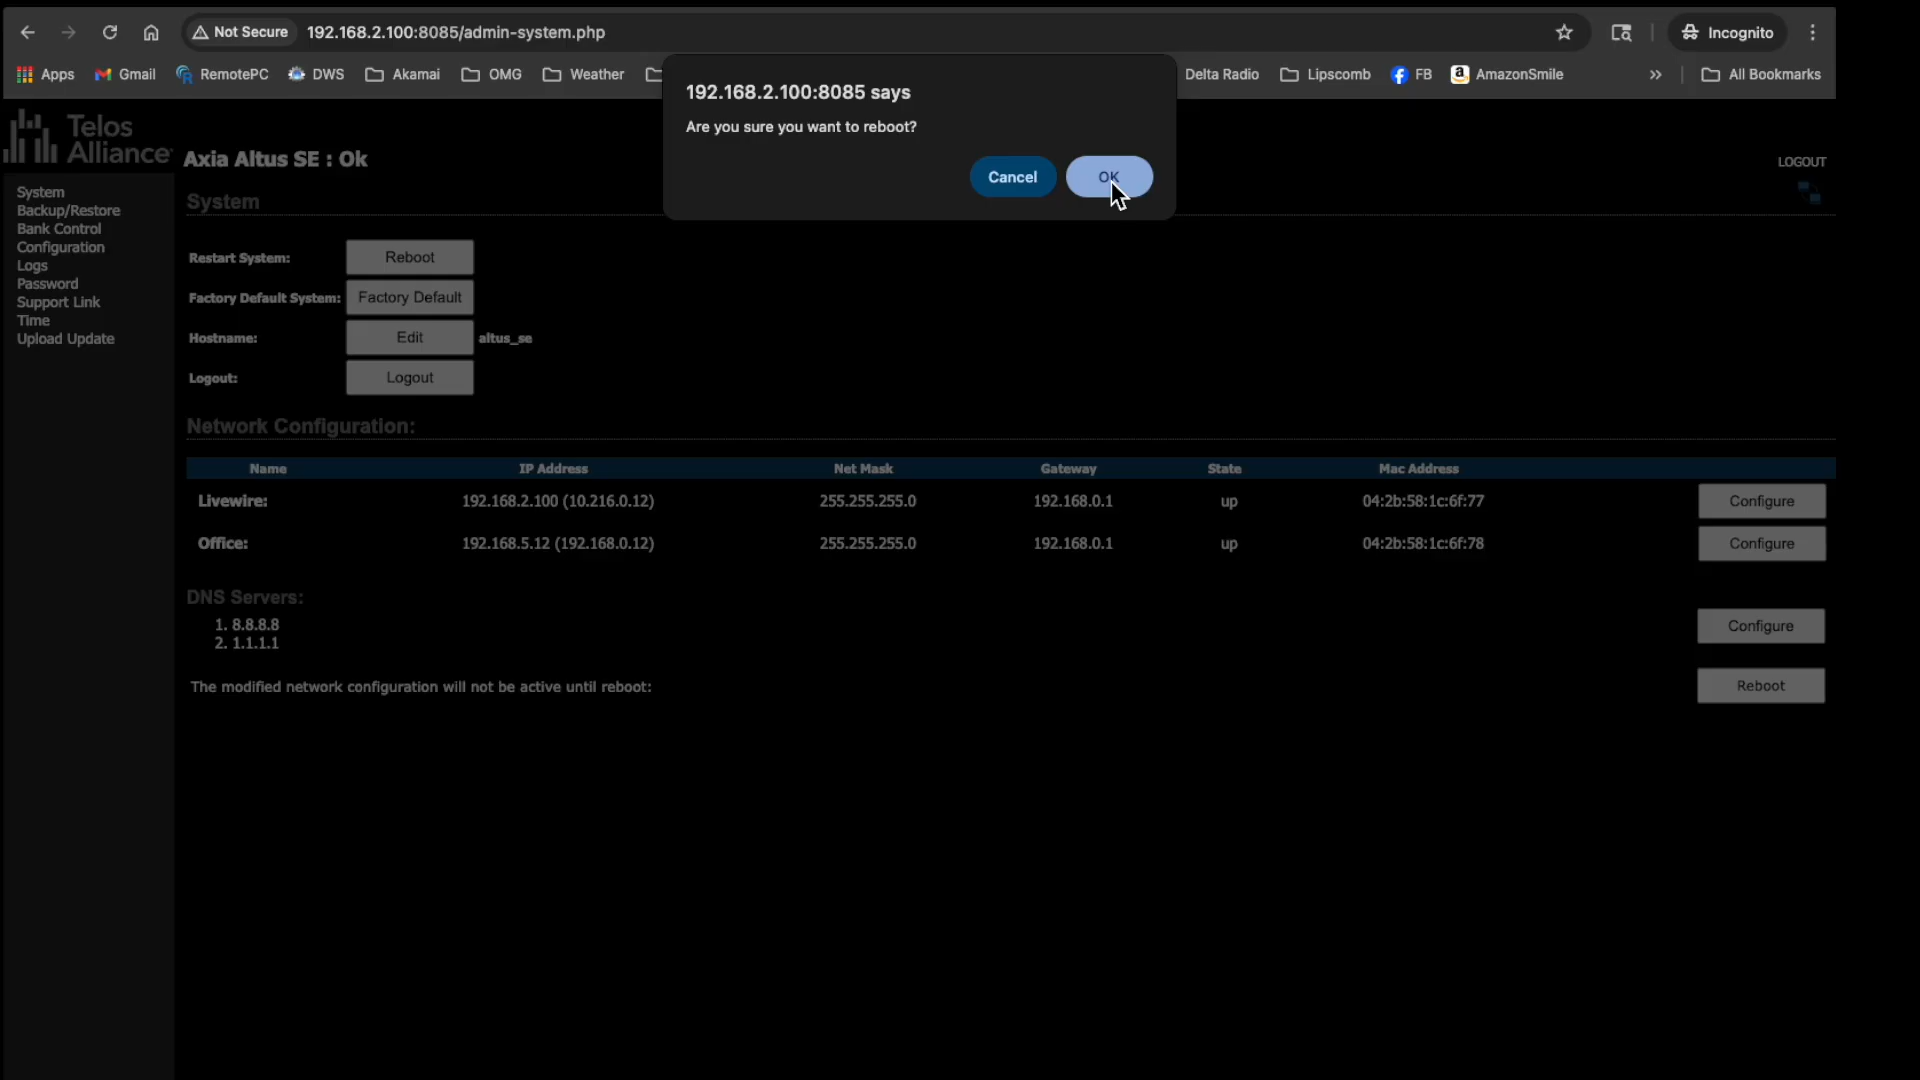 Not Secure 192.168.2.100:8085/admin-system.php Incognito
Apps Gmail RemotePC DWS Akamai OMG Weather Delta Radio Lipscomb FB AmazonSmile » All Bookmarks
192.168.2.100:8085 says
Are you sure you want to reboot?
Cancel OK
Telos
Alliance
Axia Altus SE : Ok
LOGOUT
System
Backup/Restore
Bank Control
Configuration
Logs
Password
Support Link
Time
Upload Update
System
Restart System: Reboot
Factory Default System: Factory Default
Hostname: Edit altus_se
Logout: Logout
Network Configuration:
Name IP Address Net Mask Gateway State Mac Address
Livewire: 192.168.2.100 (10.216.0.12) 255.255.255.0 192.168.0.1 up 04:2b:58:1c:6f:77 Configure
Office: 192.168.5.12 (192.168.0.12) 255.255.255.0 192.168.0.1 up 04:2b:58:1c:6f:78 Configure
DNS Servers:
1. 8.8.8.8
2. 1.1.1.1
Configure
The modified network configuration will not be active until reboot: Reboot